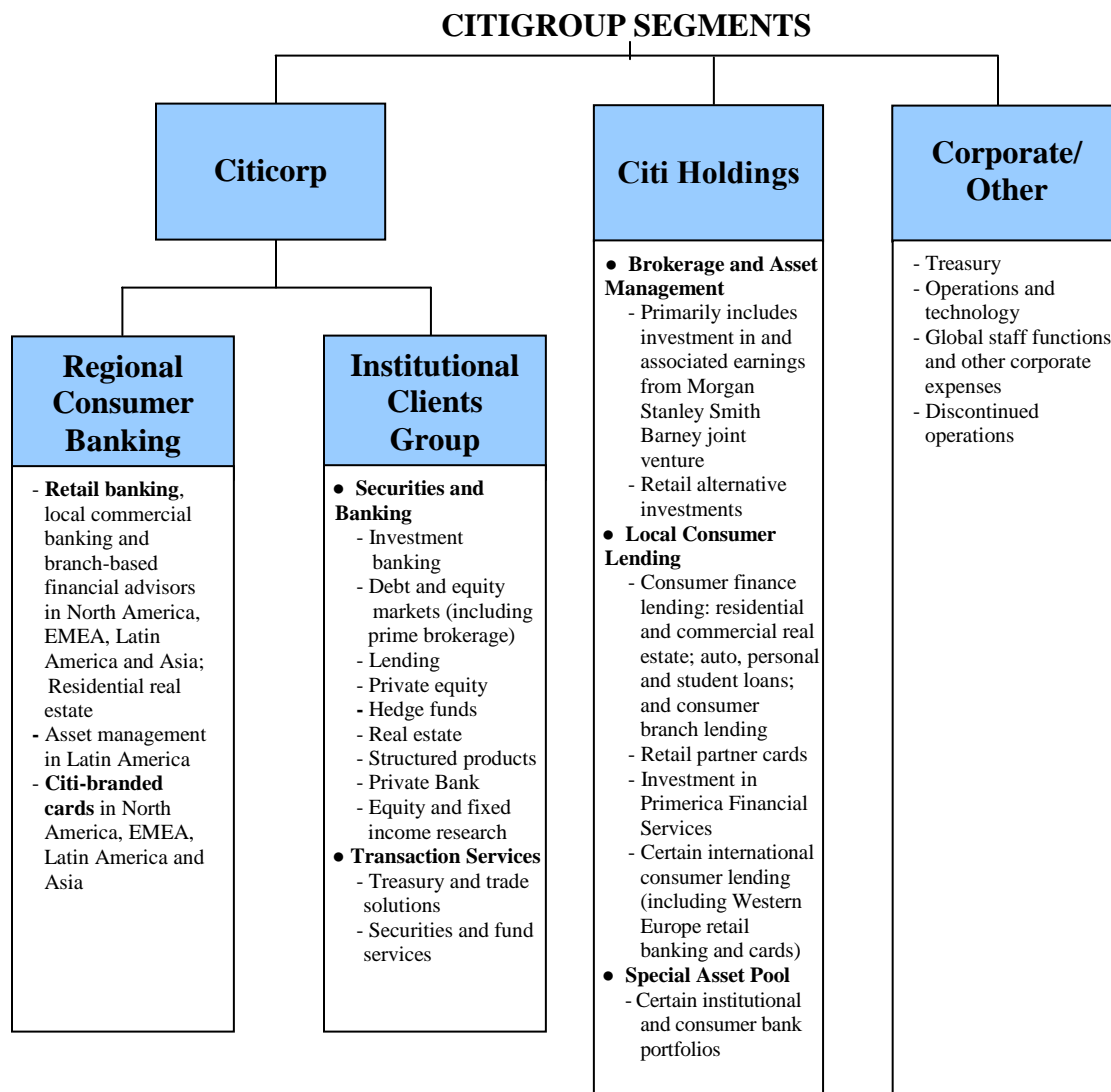 CITIGROUP SEGMENTS
Citicorp
Regional
Consumer
Banking
- Retail banking,
local commercial
banking and
branch-based
financial advisors
in North America,
EMEA, Latin
America and Asia;
Residential real
estate
- Asset management
in Latin America
- Citi-branded
cards in North
America, EMEA,
Latin America and
Asia
Institutional
Clients
Group
● Securities and
Banking
- Investment
banking
- Debt and equity
markets (including
prime brokerage)
- Lending
- Private equity
- Hedge funds
- Real estate
- Structured products
- Private Bank
- Equity and fixed
income research
● Transaction Services
- Treasury and trade
solutions
- Securities and fund
services
Citi Holdings
● Brokerage and Asset
Management
- Primarily includes
investment in and
associated earnings
from Morgan
Stanley Smith
Barney joint
venture
- Retail alternative
investments
● Local Consumer
Lending
- Consumer finance
lending: residential
and commercial real
estate; auto, personal
and student loans;
and consumer
branch lending
- Retail partner cards
- Investment in
Primerica Financial
Services
- Certain international
consumer lending
(including Western
Europe retail
banking and cards)
● Special Asset Pool
- Certain institutional
and consumer bank
portfolios
Corporate/
Other
- Treasury
- Operations and
technology
- Global staff functions
and other corporate
expenses
- Discontinued
operations